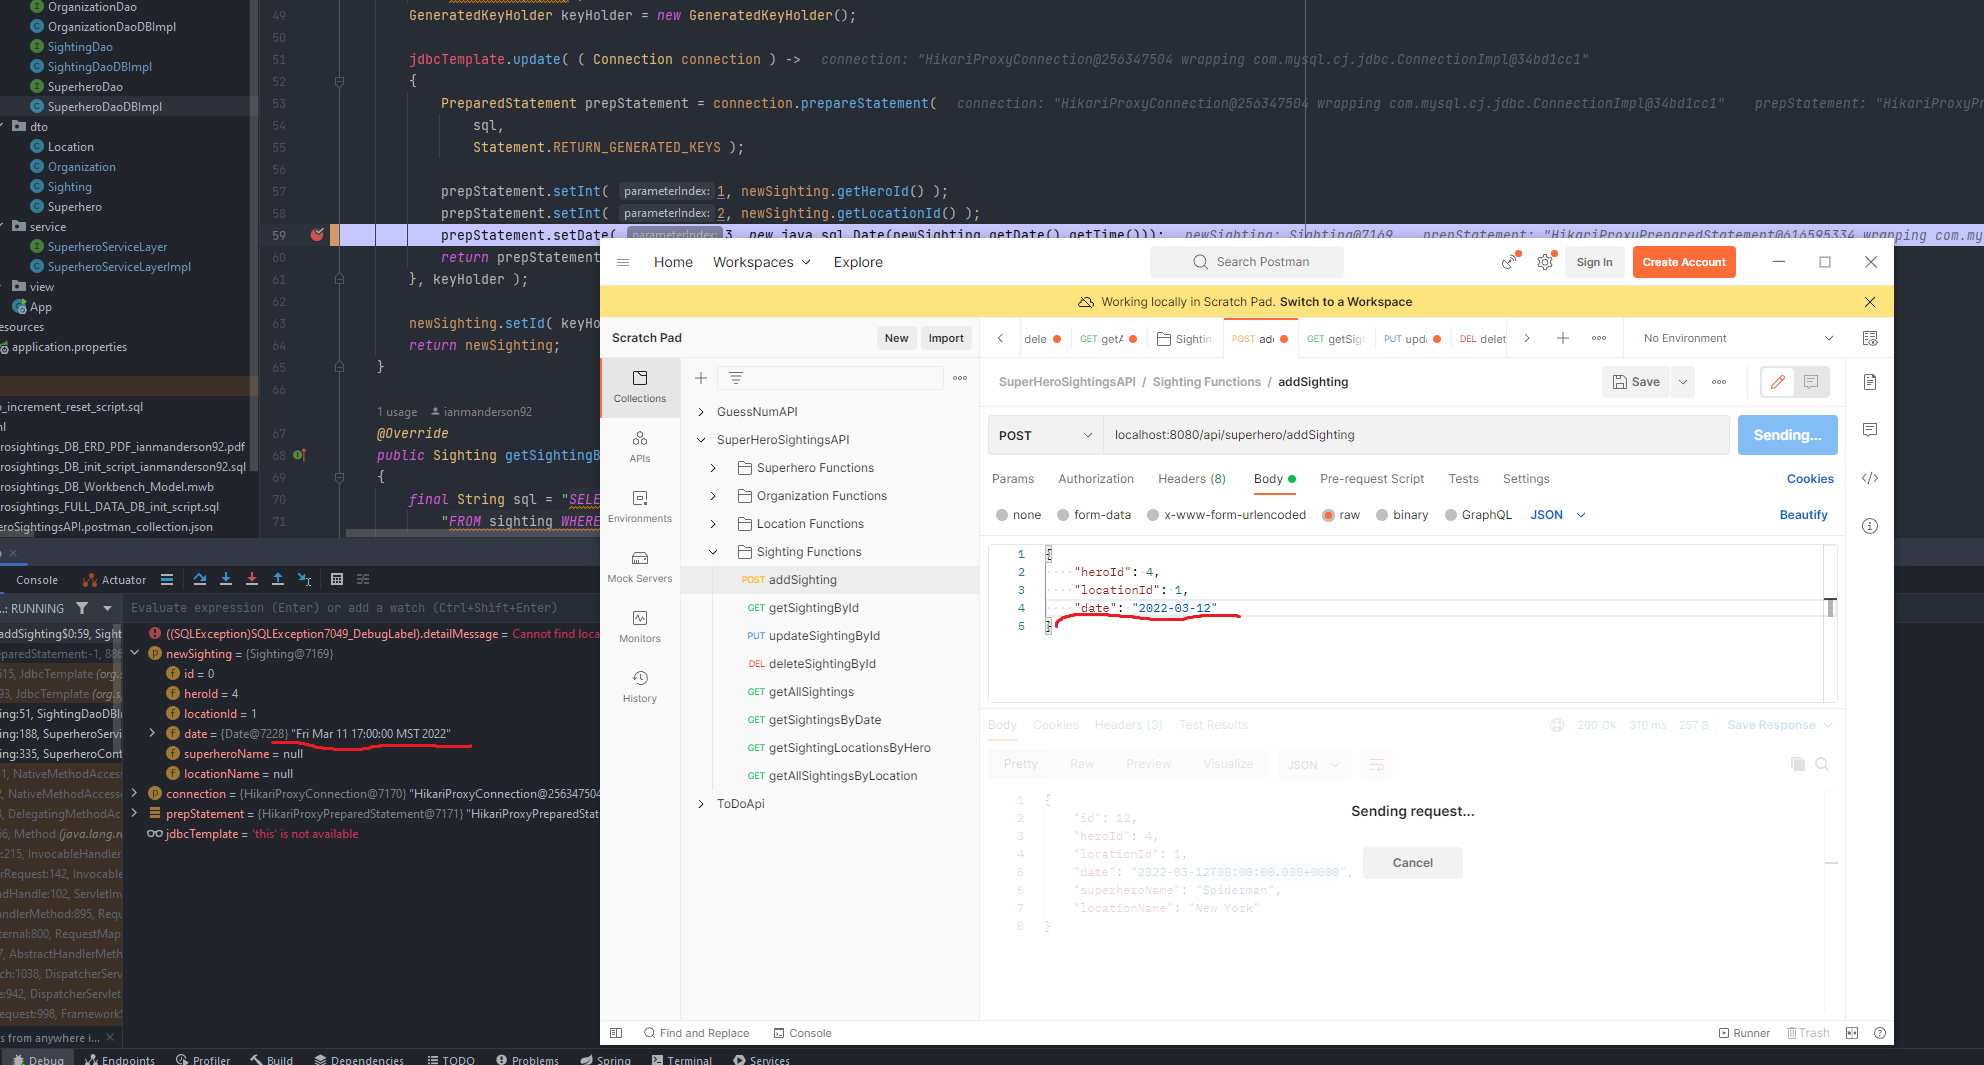 OrganizationDao
OrganizationDaoDBImpl
SightingDao
SightingDaoDBImpl
SuperheroDao
SuperheroDaoDBImpl
dto
Location
Organization
Sighting
Superhero
service
SuperheroServiceLayer
SuperheroServiceLayerImpl
view
App
esources
application.properties
o_increment_reset_script.sql
ml
erosightings_DB_ERD_PDF_ianmanderson92.pdf
erosightings_DB_init_script_ianmanderson92.sql
erosightings_DB_Workbench_Model.mwb
erosightings_FULL_DATA_DB_init_script.sql
eroSightingsAPI.postman_collection.json
49 GeneratedKeyHolder keyHolder = new GeneratedKeyHolder();
50
51 jdbcTemplate.update( ( Connection connection ) -> connection: "HikariProxyConnection@256347504 wrapping com.mysql.cj.jdbc.ConnectionImpl@34bd1cc1"
52 {
53 PreparedStatement prepStatement = connection.prepareStatement( connection: "HikariProxyConnection@256347504 wrapping com.mysql.cj.jdbc.ConnectionImpl@34bd1cc1" prepStatement: "HikariProxyPr
54 sql,
55 Statement.RETURN_GENERATED_KEYS );
56
57 prepStatement.setInt( parameterIndex: 1, newSighting.getHeroId() );
58 prepStatement.setInt( parameterIndex: 2, newSighting.getLocationId() );
59 prepStatement.setDate( parameterIndex: 3, new java.sql.Date(newSighting.getDate().getTime())); newSighting: Sighting@7169 prepStatement: "HikariProxyPreparedStatement@616595334 wrapping com.my
60 return prepStatement
61 }, keyHolder );
62
63 newSighting.setId( keyHo
64 return newSighting;
65 }
66
1 usage ianmanderson92
67 @Override
68 public Sighting getSightingB
69 {
70 final String sql = "SELE
71 "FROM sighting WHERE
Console
Actuator
..: RUNNING
addSighting$0:59, Sight
eparedStatement:-1, 836
615, JdbcTemplate (org.s
93, JdbcTemplate (org.s
ing:51, SightingDaoDBI
ing:188, SuperheroServi
ing:335, SuperheroCont
1, NativeMethodAccess
2, NativeMethodAccess
3, DelegatingMethodAc
66, Method (java.lang.re
e:215, InvocableHandler
rRequest:142, Invocable
ndHandle:102, ServletInv
andlerMethod:895, Requ
ternal:800, RequestMap
7, AbstractHandlerMeth
tch:1038, DispatcherServ
e:942, DispatcherServlet
equest:998, FrameworkS
s from anywhere i...
Evaluate expression (Enter) or add a watch (Ctrl+Shift+Enter)
((SQLException)SQLException7049_DebugLabel).detailMessage = Cannot find loca
newSighting = {Sighting@7169}
id = 0
heroId = 4
locationId = 1
date = {Date@7228} "Fri Mar 11 17:00:00 MST 2022"
superheroName = null
locationName = null
connection = {HikariProxyConnection@7170} "HikariProxyConnection@256347504
prepStatement = {HikariProxyPreparedStatement@7171} "HikariProxyPreparedStat
jdbcTemplate = 'this' is not available
Debug
Endpoints
Profiler
Build
Dependencies
TODO
Problems
Spring
Terminal
Services
Home
Workspaces
Explore
Search Postman
Sign In
Create Account
Working locally in Scratch Pad. Switch to a Workspace
Scratch Pad
New
Import
Collections
APIs
Environments
Mock Servers
Monitors
History
GuessNumAPI
SuperHeroSightingsAPI
Superhero Functions
Organization Functions
Location Functions
Sighting Functions
POST addSighting
GET getSightingById
PUT updateSightingById
DEL deleteSightingById
GET getAllSightings
GET getSightingsByDate
GET getSightingLocationsByHero
GET getAllSightingsByLocation
ToDoApi
dele
GET getA
Sightin
POST ad
GET getSigh
PUT upd
DEL delet
No Environment
SuperHeroSightingsAPI / Sighting Functions / addSighting
Save
POST
localhost:8080/api/superhero/addSighting
Sending...
Params
Authorization
Headers (8)
Body
Pre-request Script
Tests
Settings
Cookies
none
form-data
x-www-form-urlencoded
raw
binary
GraphQL
JSON
Beautify
1 {
2 "heroId": 4,
3 "locationId": 1,
4 "date": "2022-03-12"
5 }
Body
Cookies
Headers (3)
Test Results
200 OK
310 ms
257 B
Save Response
Pretty
Raw
Preview
Visualize
JSON
1 {
2 "id": 12,
3 "heroId": 4,
4 "locationId": 1,
5 "date": "2022-03-12T00:00:00.000+0000",
6 "superheroName": "Spiderman",
7 "locationName": "New York"
8 }
Sending request...
Cancel
Find and Replace
Console
Runner
Trash